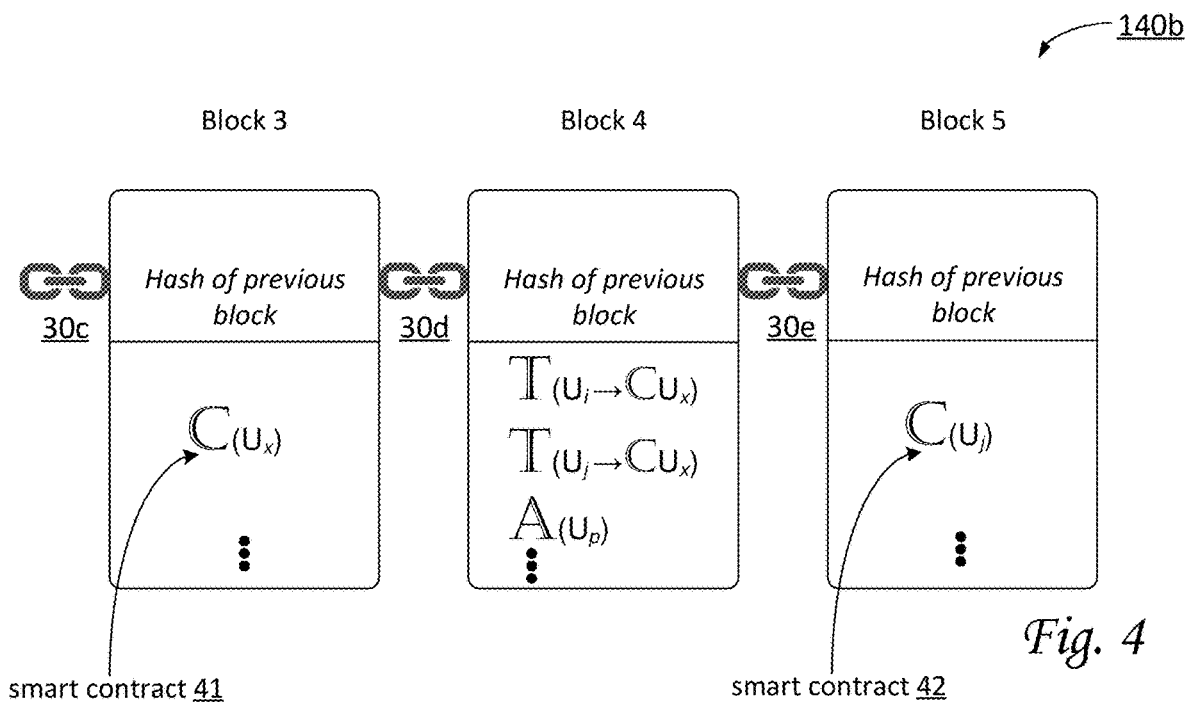 140b
Block 3
Block 4
Block 5
Hash of previous
block
Hash of previous
block
Hash of previous
block
30c
30d
30e
ℂ(Uₓ)
𝕋(Uᵢ→ℂUₓ)
𝕋(Uⱼ→ℂUₓ)
𝔸(Uₚ)
ℂ(Uⱼ)
Fig. 4
smart contract 41
smart contract 42